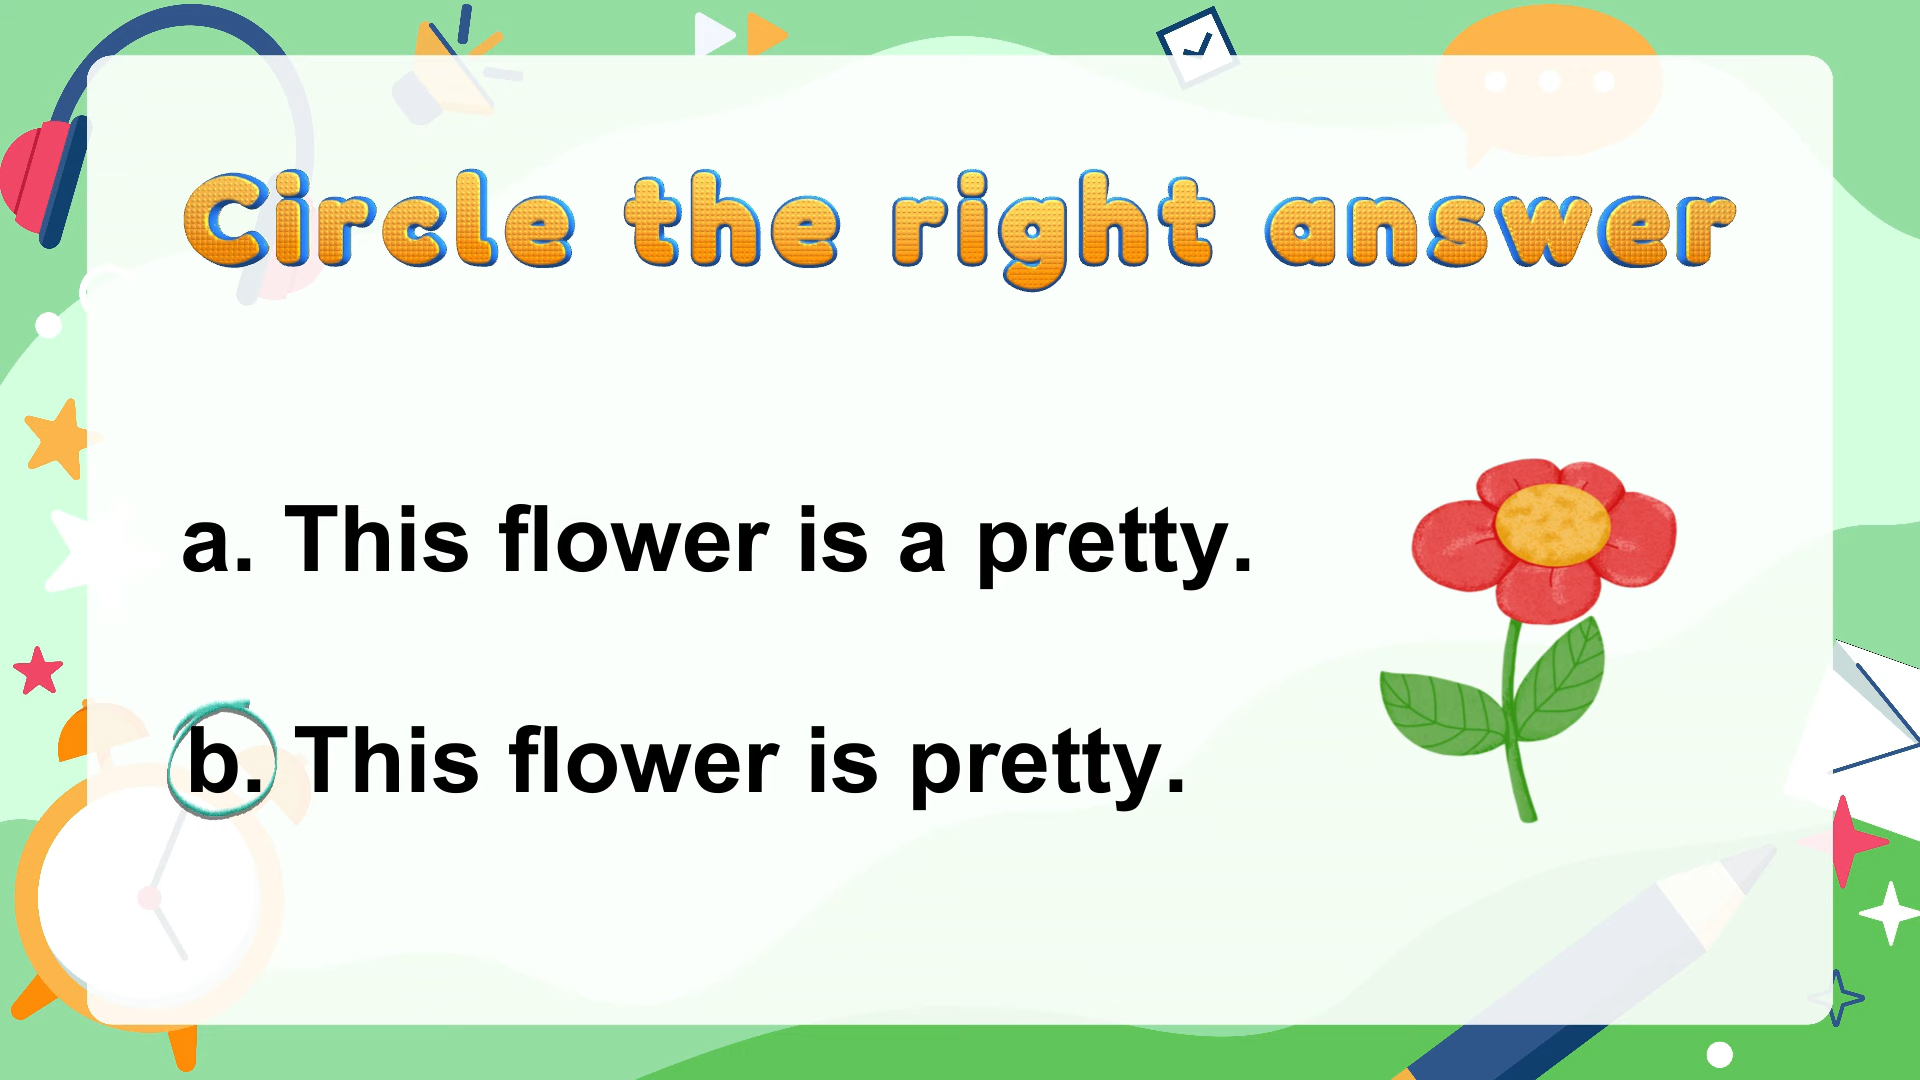 Circle the right answer
a. This flower is a pretty.
b. This flower is pretty.